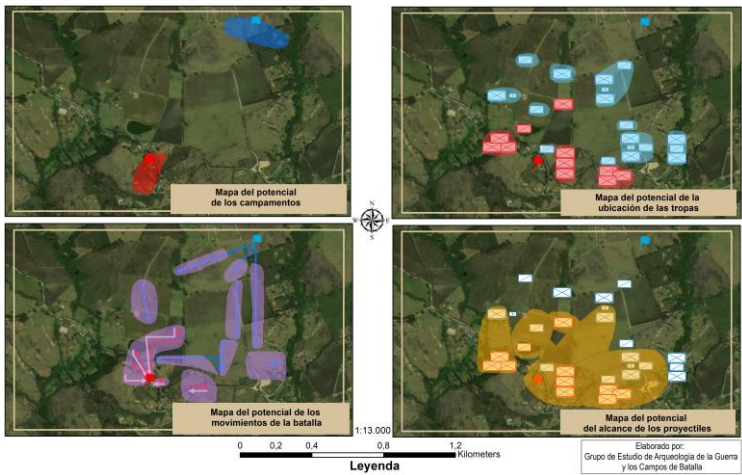 Mapa del potencial
de los campamentos
Mapa del potencial de la
ubicación de las tropas
N
W
E
S
Mapa del potencial de los
movimientos de la batalla
Mapa del potencial
del alcance de los proyectiles
1:13.000
0
0,4
0,8
1,2
Kilometers
Leyenda
Elaborado por:
Grupo de Estudio de Arqueología de la Guerra
y los Campos de Batalla